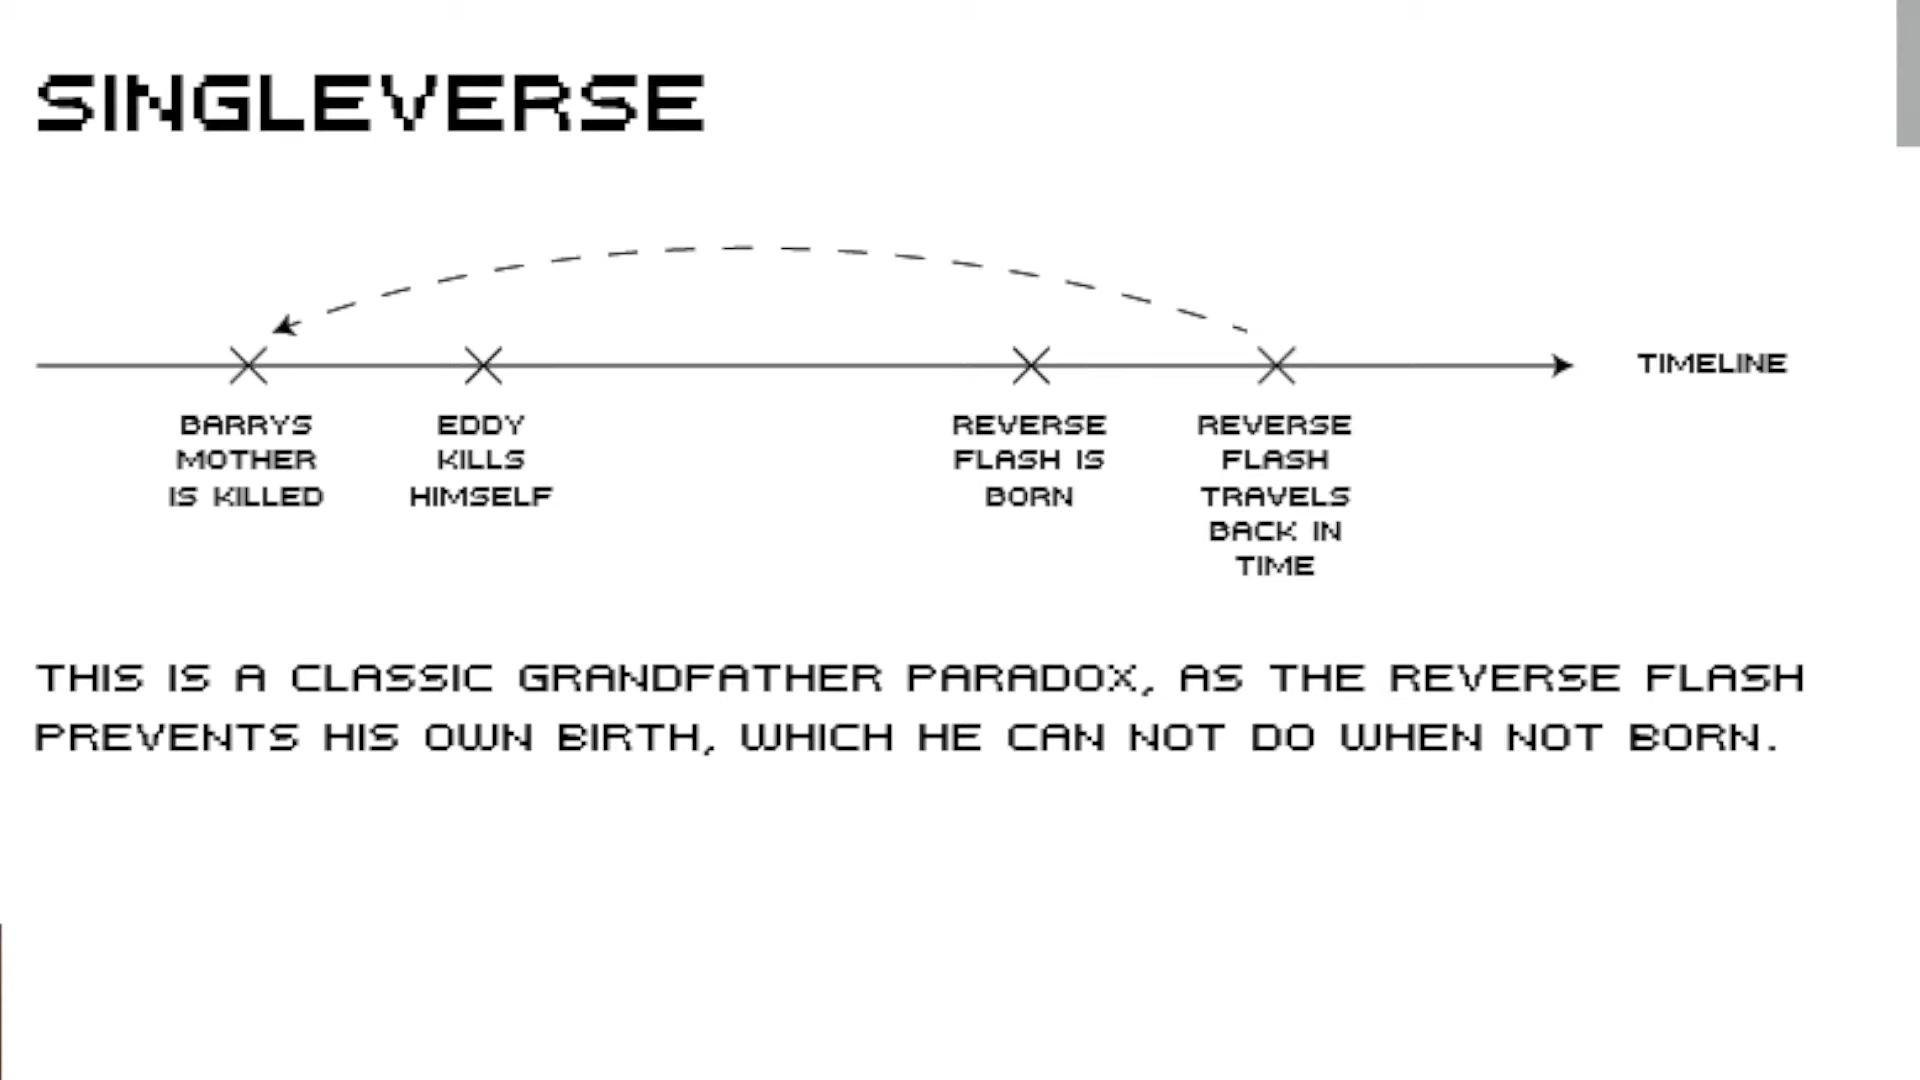 SINGLEVERSE
TIMELINE
BARRYS
MOTHER
IS KILLED
EDDY
KILLS
HIMSELF
REVERSE
FLASH IS
BORN
REVERSE
FLASH
TRAVELS
BACK IN
TIME
THIS IS A CLASSIC GRANDFATHER PARADOX, AS THE REVERSE FLASH
PREVENTS HIS OWN BIRTH, WHICH HE CAN NOT DO WHEN NOT BORN.